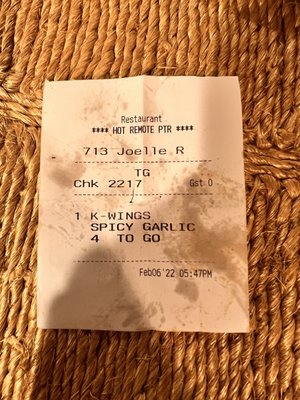 Restaurant
**** HOT REMOTE PTR ****
713 Joelle R
TG
Chk 2217 Gst 0
1 K-WINGS
SPICY GARLIC
4 TO GO
Feb06'22 05:47PM